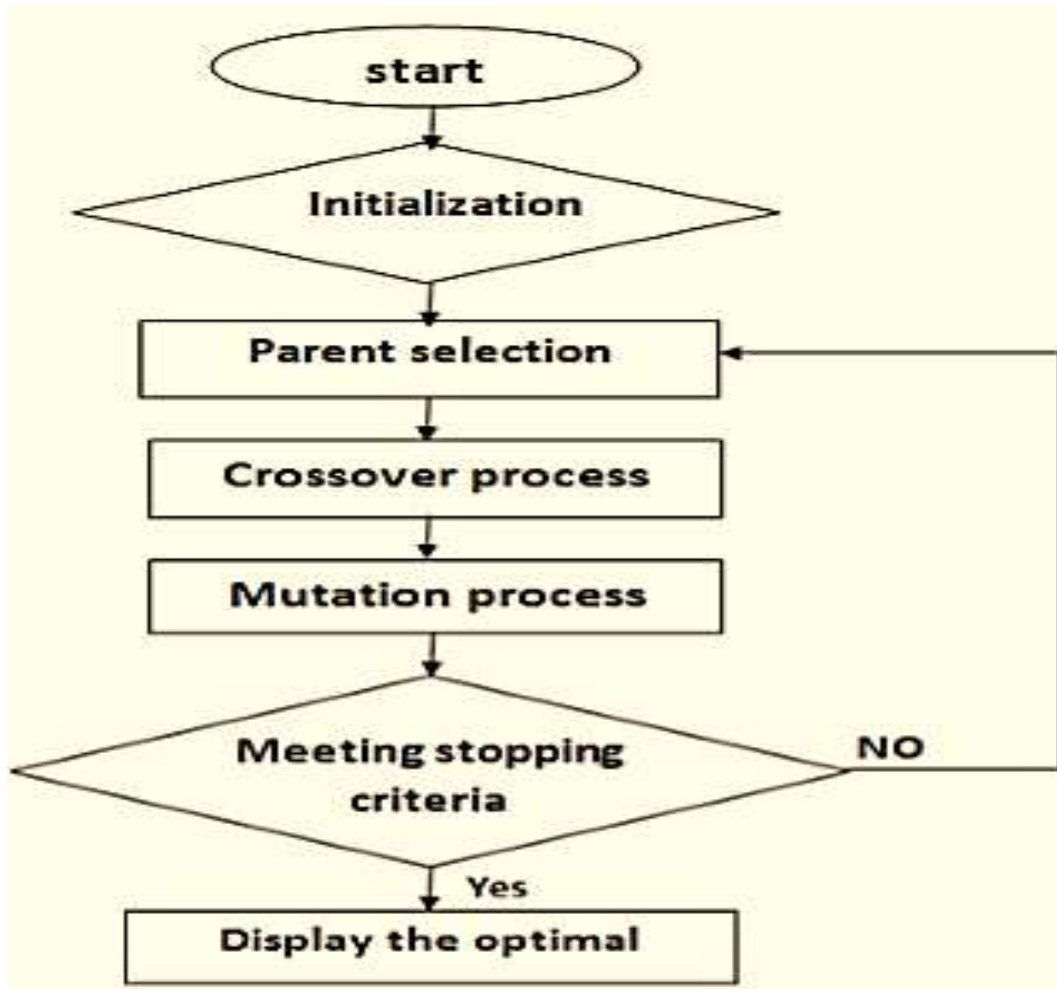 start
Initialization
Parent selection
Crossover process
Mutation process
Meeting stopping
criteria
NO
Yes
Display the optimal